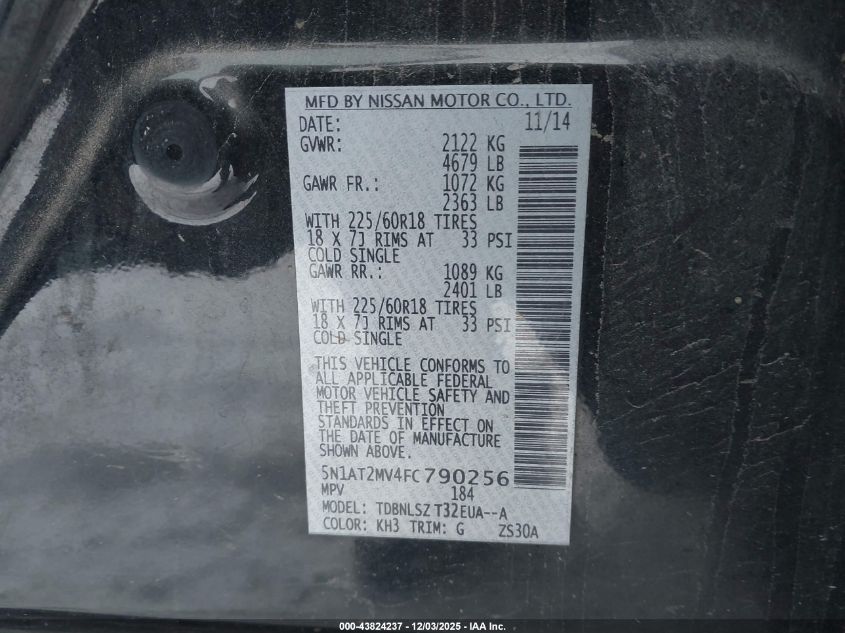 MFD BY NISSAN MOTOR CO., LTD.
DATE: 11/14
GVWR: 2122 KG
4679 LB
GAWR FR.: 1072 KG
2363 LB
WITH 225/60R18 TIRES
18 X 7J RIMS AT 33 PSI
COLD SINGLE
GAWR RR.: 1089 KG
2401 LB
WITH 225/60R18 TIRES
18 X 7J RIMS AT 33 PSI
COLD SINGLE
THIS VEHICLE CONFORMS TO
ALL APPLICABLE FEDERAL
MOTOR VEHICLE SAFETY AND
THEFT PREVENTION
STANDARDS IN EFFECT ON
THE DATE OF MANUFACTURE
SHOWN ABOVE.
5N1AT2MV4FC790256
MPV 184
MODEL: TDBNLSZ T32EUA--A
COLOR: KH3 TRIM: G ZS30A
000-43824237 - 12/03/2025 - IAA Inc.